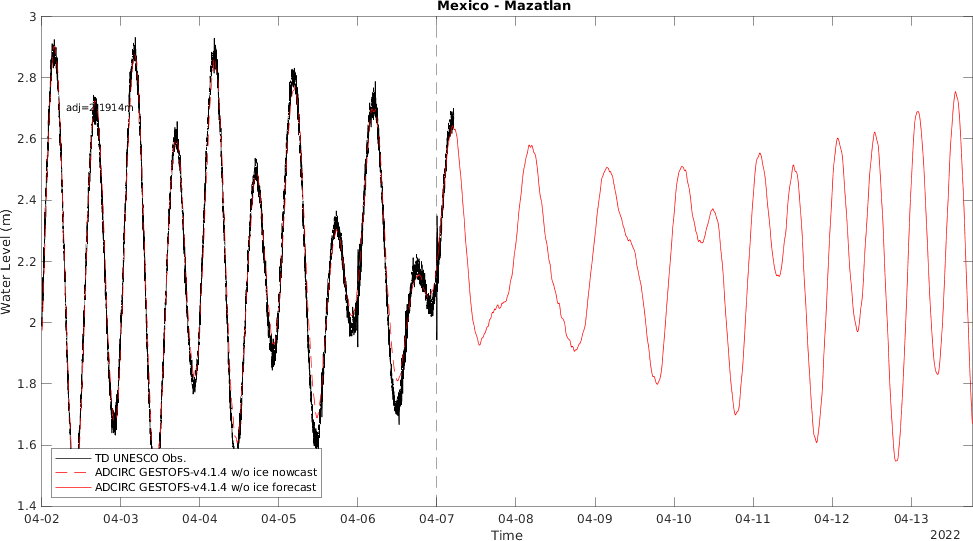 Mexico - Mazatlan
3
2.8
adj=2.1914m
2.6
2.4
2.2
2
1.8
1.6
1.4
Water Level (m)
TD UNESCO Obs.
ADCIRC GESTOFS-v4.1.4 w/o ice nowcast
ADCIRC GESTOFS-v4.1.4 w/o ice forecast
04-02 04-03 04-04 04-05 04-06 04-07 04-08 04-09 04-10 04-11 04-12 04-13
Time
2022